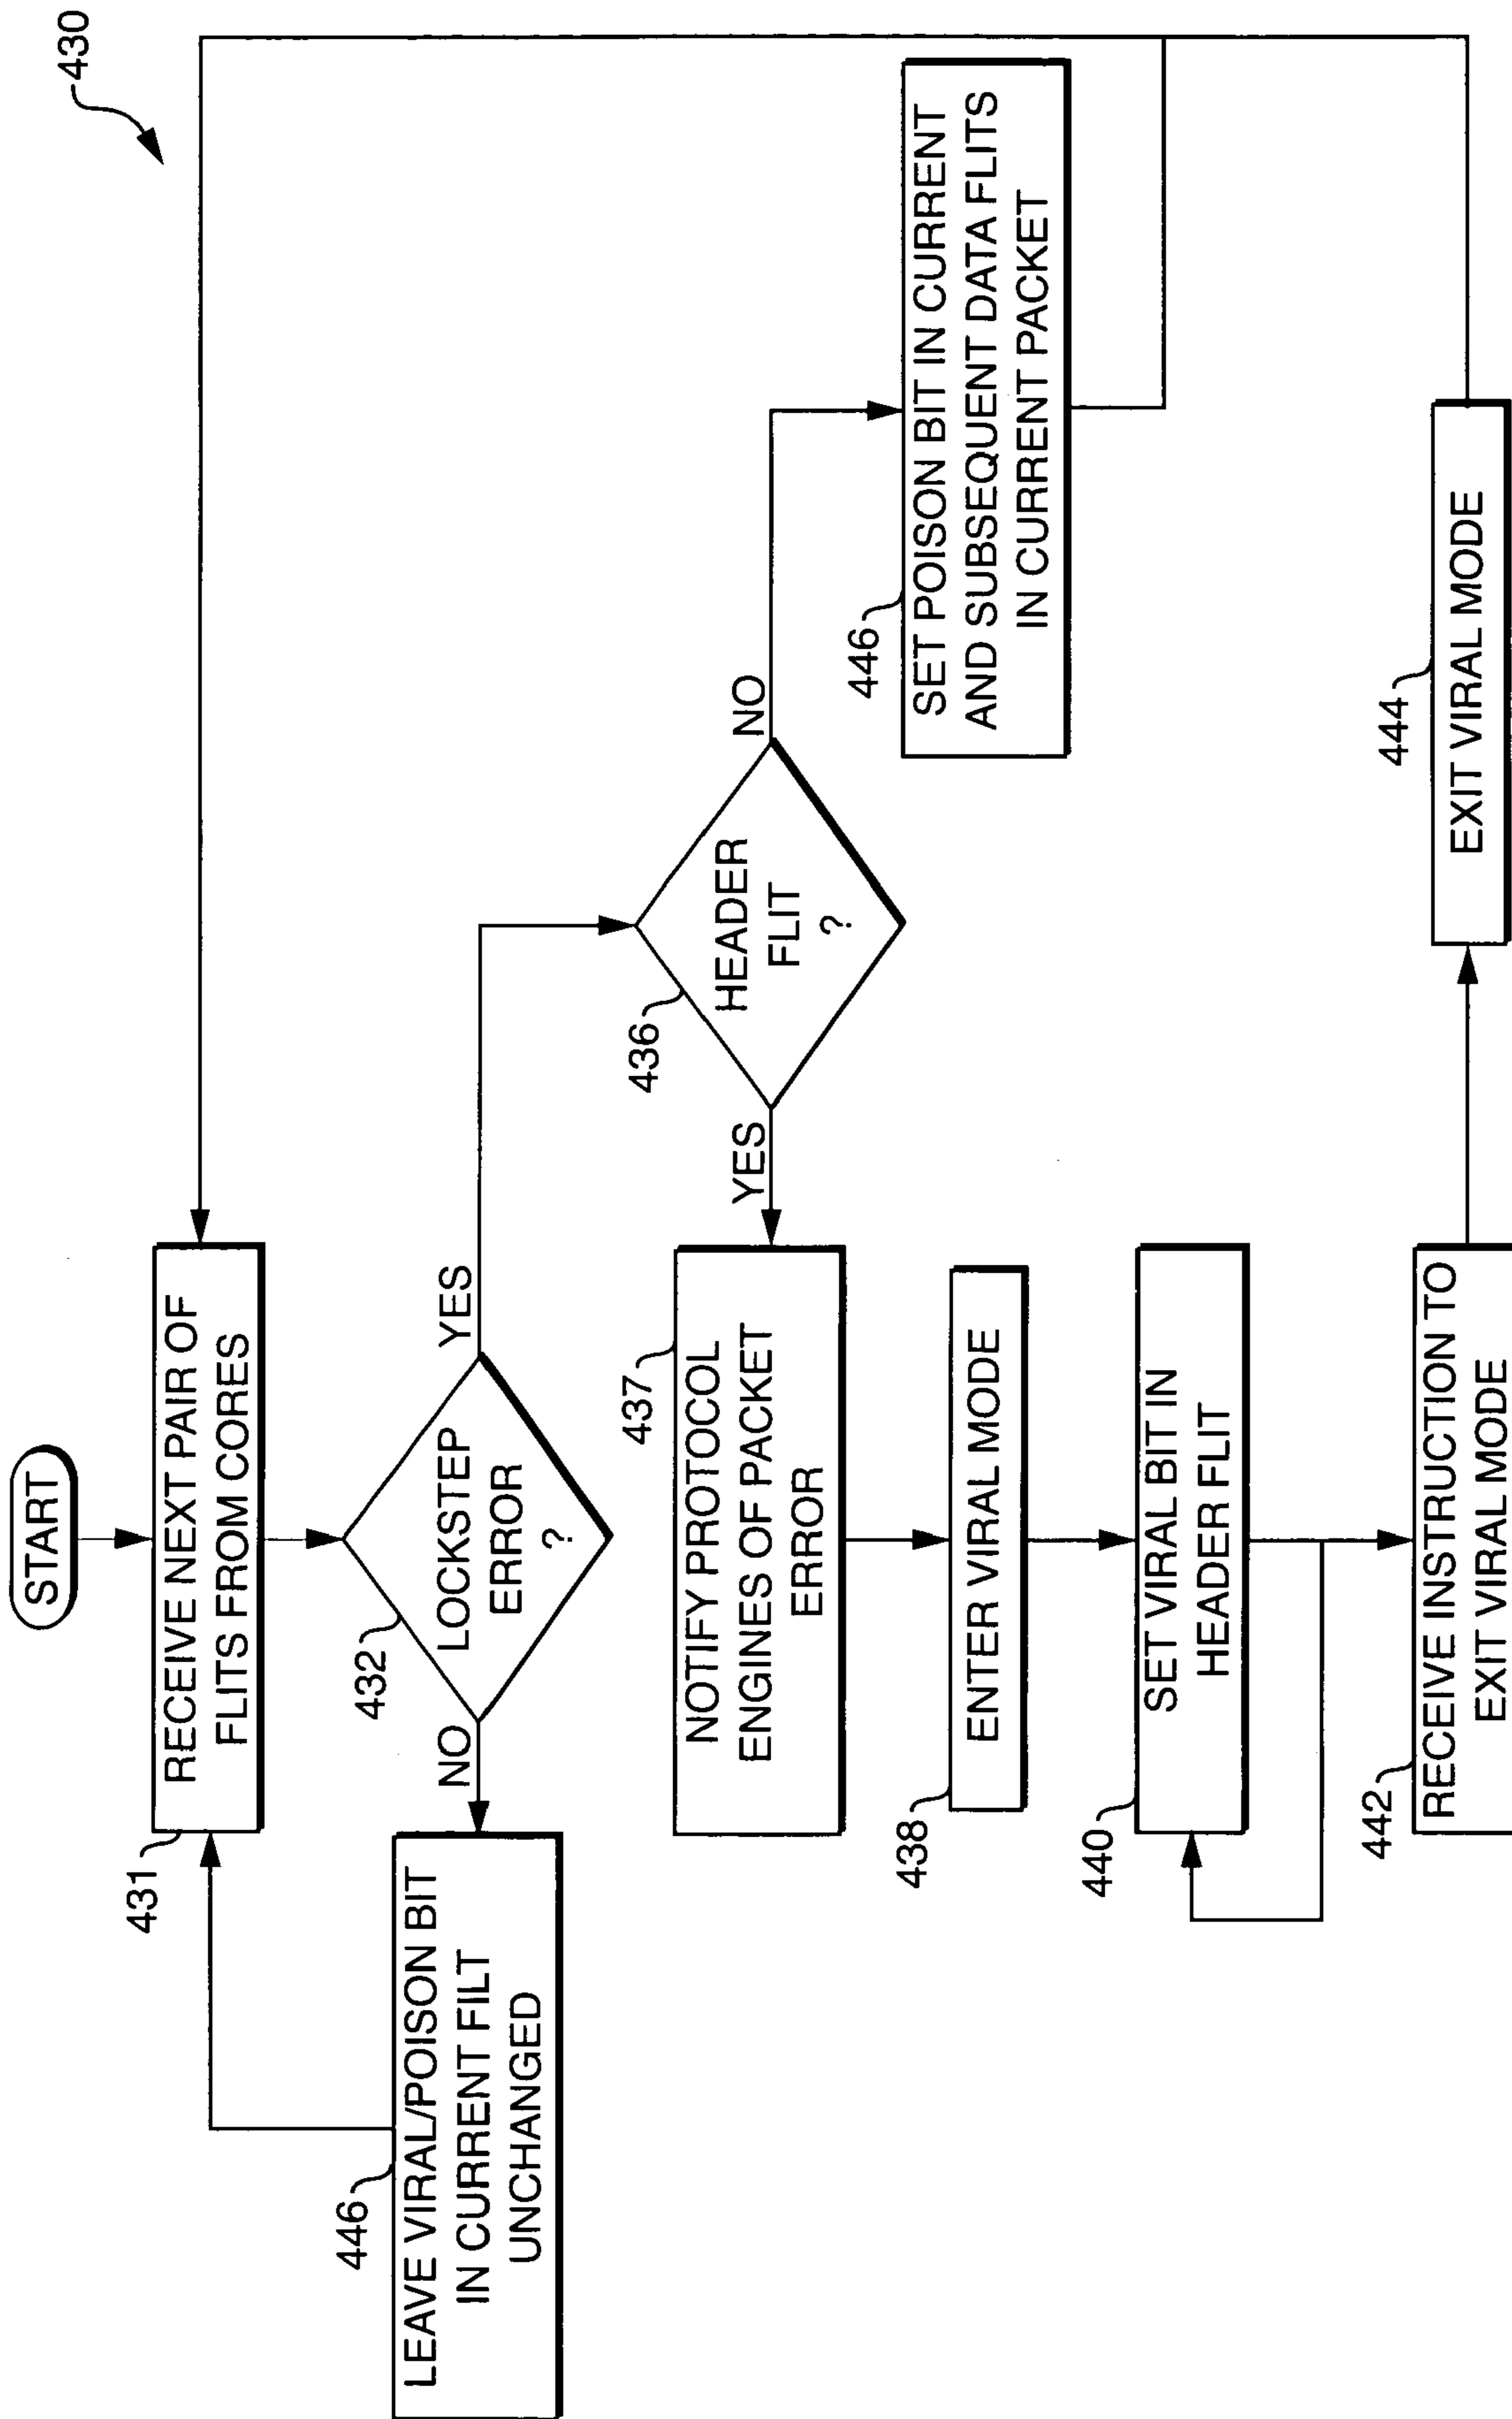 430
START
431
RECEIVE NEXT PAIR OF
FLITS FROM CORES
432
LOCKSTEP
ERROR
?
NO
YES
446
LEAVE VIRAL/POISON BIT
IN CURRENT FILT
UNCHANGED
436
HEADER
FLIT
?
YES
NO
437
NOTIFY PROTOCOL
ENGINES OF PACKET
ERROR
446
SET POISON BIT IN CURRENT
AND SUBSEQUENT DATA FLITS
IN CURRENT PACKET
438
ENTER VIRAL MODE
440
SET VIRAL BIT IN
HEADER FLIT
442
RECEIVE INSTRUCTION TO
EXIT VIRAL MODE
444
EXIT VIRAL MODE